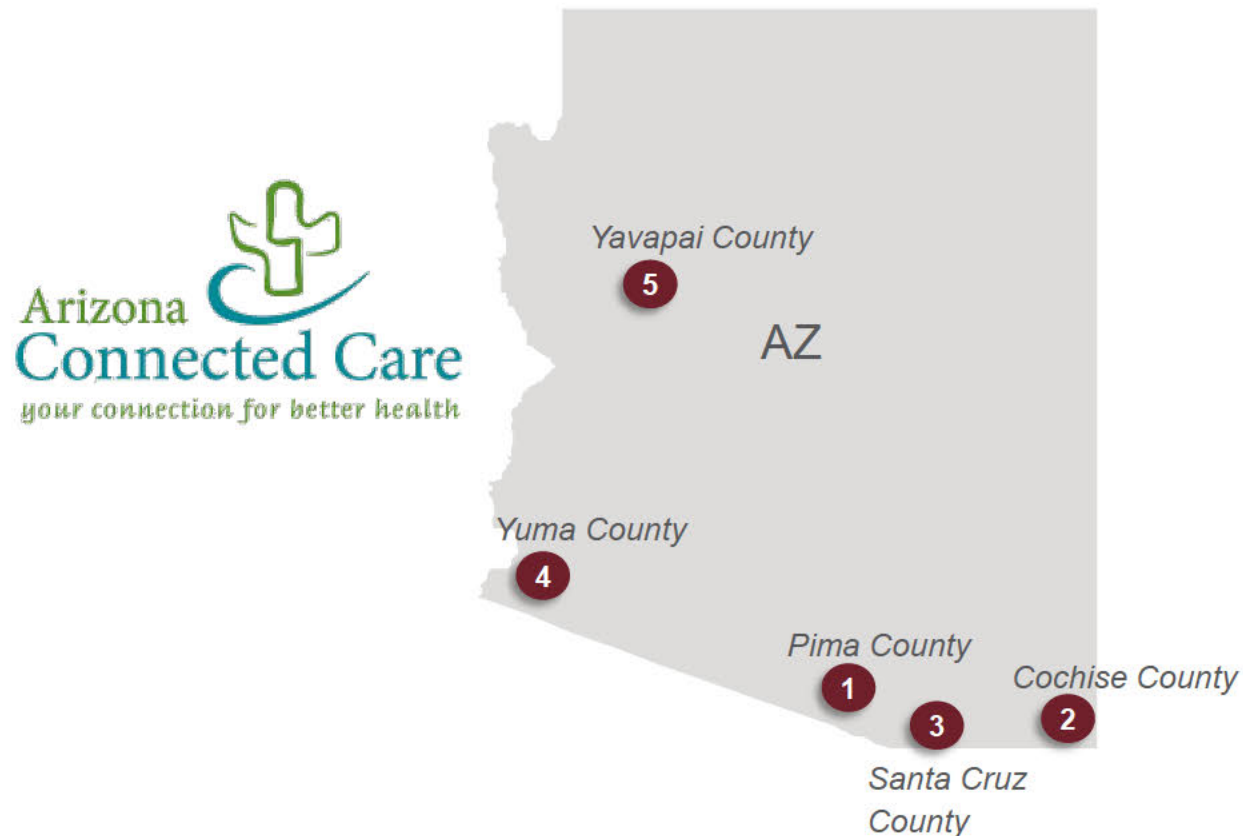 Arizona
Connected Care
your connection for better health
Yavapai County
5
AZ
Yuma County
4
Pima County
1
Cochise County
2
3
Santa Cruz
County